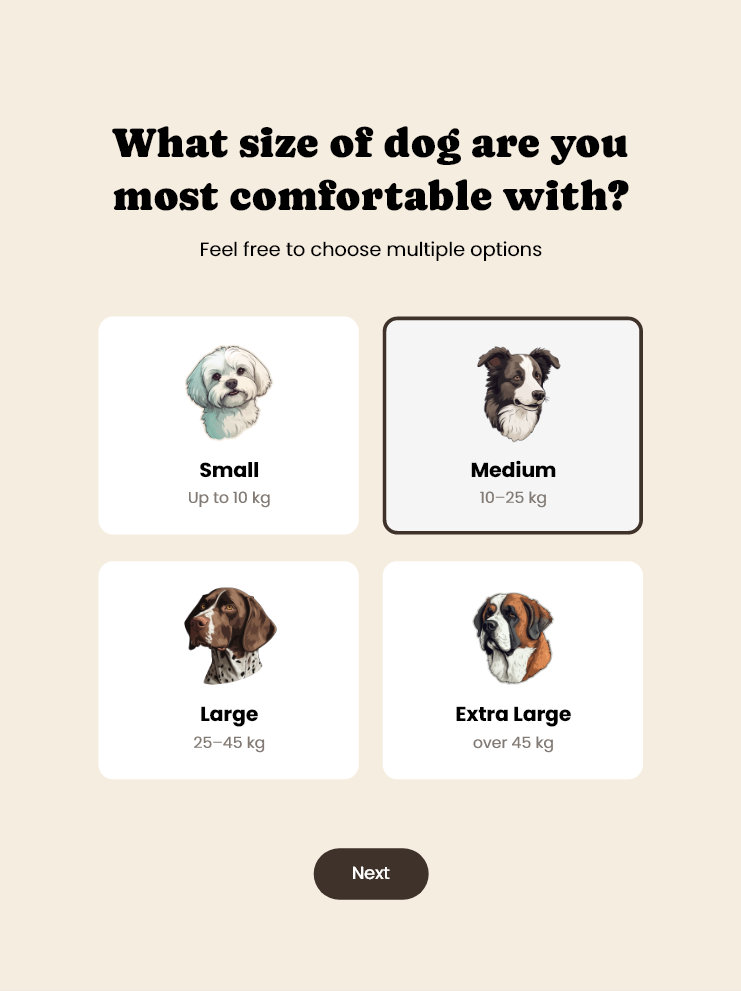 What size of dog are you
most comfortable with?
Feel free to choose multiple options
Small
Up to 10 kg
Medium
10–25 kg
Large
25–45 kg
Extra Large
over 45 kg
Next